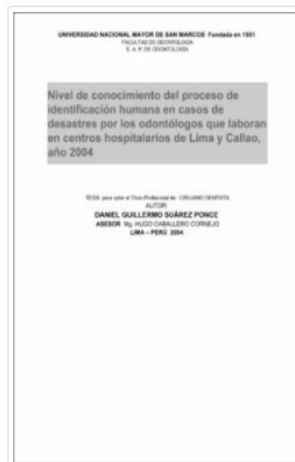 UNIVERSIDAD NACIONAL MAYOR DE SAN MARCOS Fundada en 1551
FACULTAD DE ODONTOLOGÍA
E. A. P. DE ODONTOLOGÍA
Nivel de conocimiento del proceso de
identificación humana en casos de
desastres por los odontólogos que laboran
en centros hospitalarios de Lima y Callao,
año 2004
TESIS para optar el Título Profesional de : CIRUJANO DENTISTA
AUTOR:
DANIEL GUILLERMO SUÁREZ PONCE
ASESOR: Mg. HUGO CABALLERO CORNEJO
LIMA – PERÚ 2004